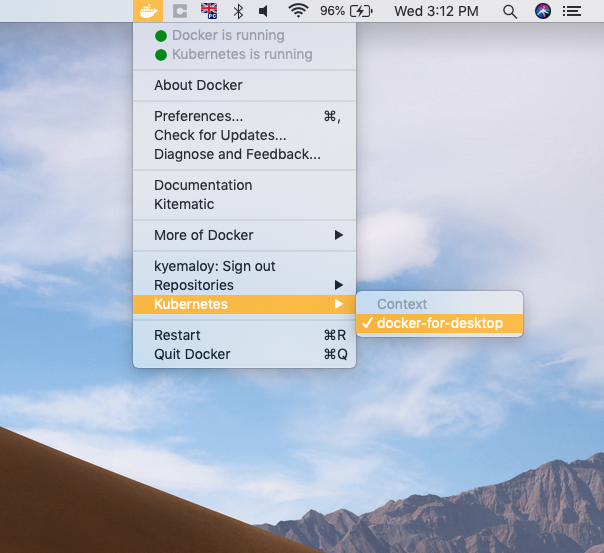 96% Wed 3:12 PM
Docker is running
Kubernetes is running
About Docker
Preferences... ⌘,
Check for Updates...
Diagnose and Feedback...
Documentation
Kitematic
More of Docker ▶
kyemaloy: Sign out
Repositories ▶
Kubernetes ▶
Context
✓ docker-for-desktop
Restart ⌘R
Quit Docker ⌘Q